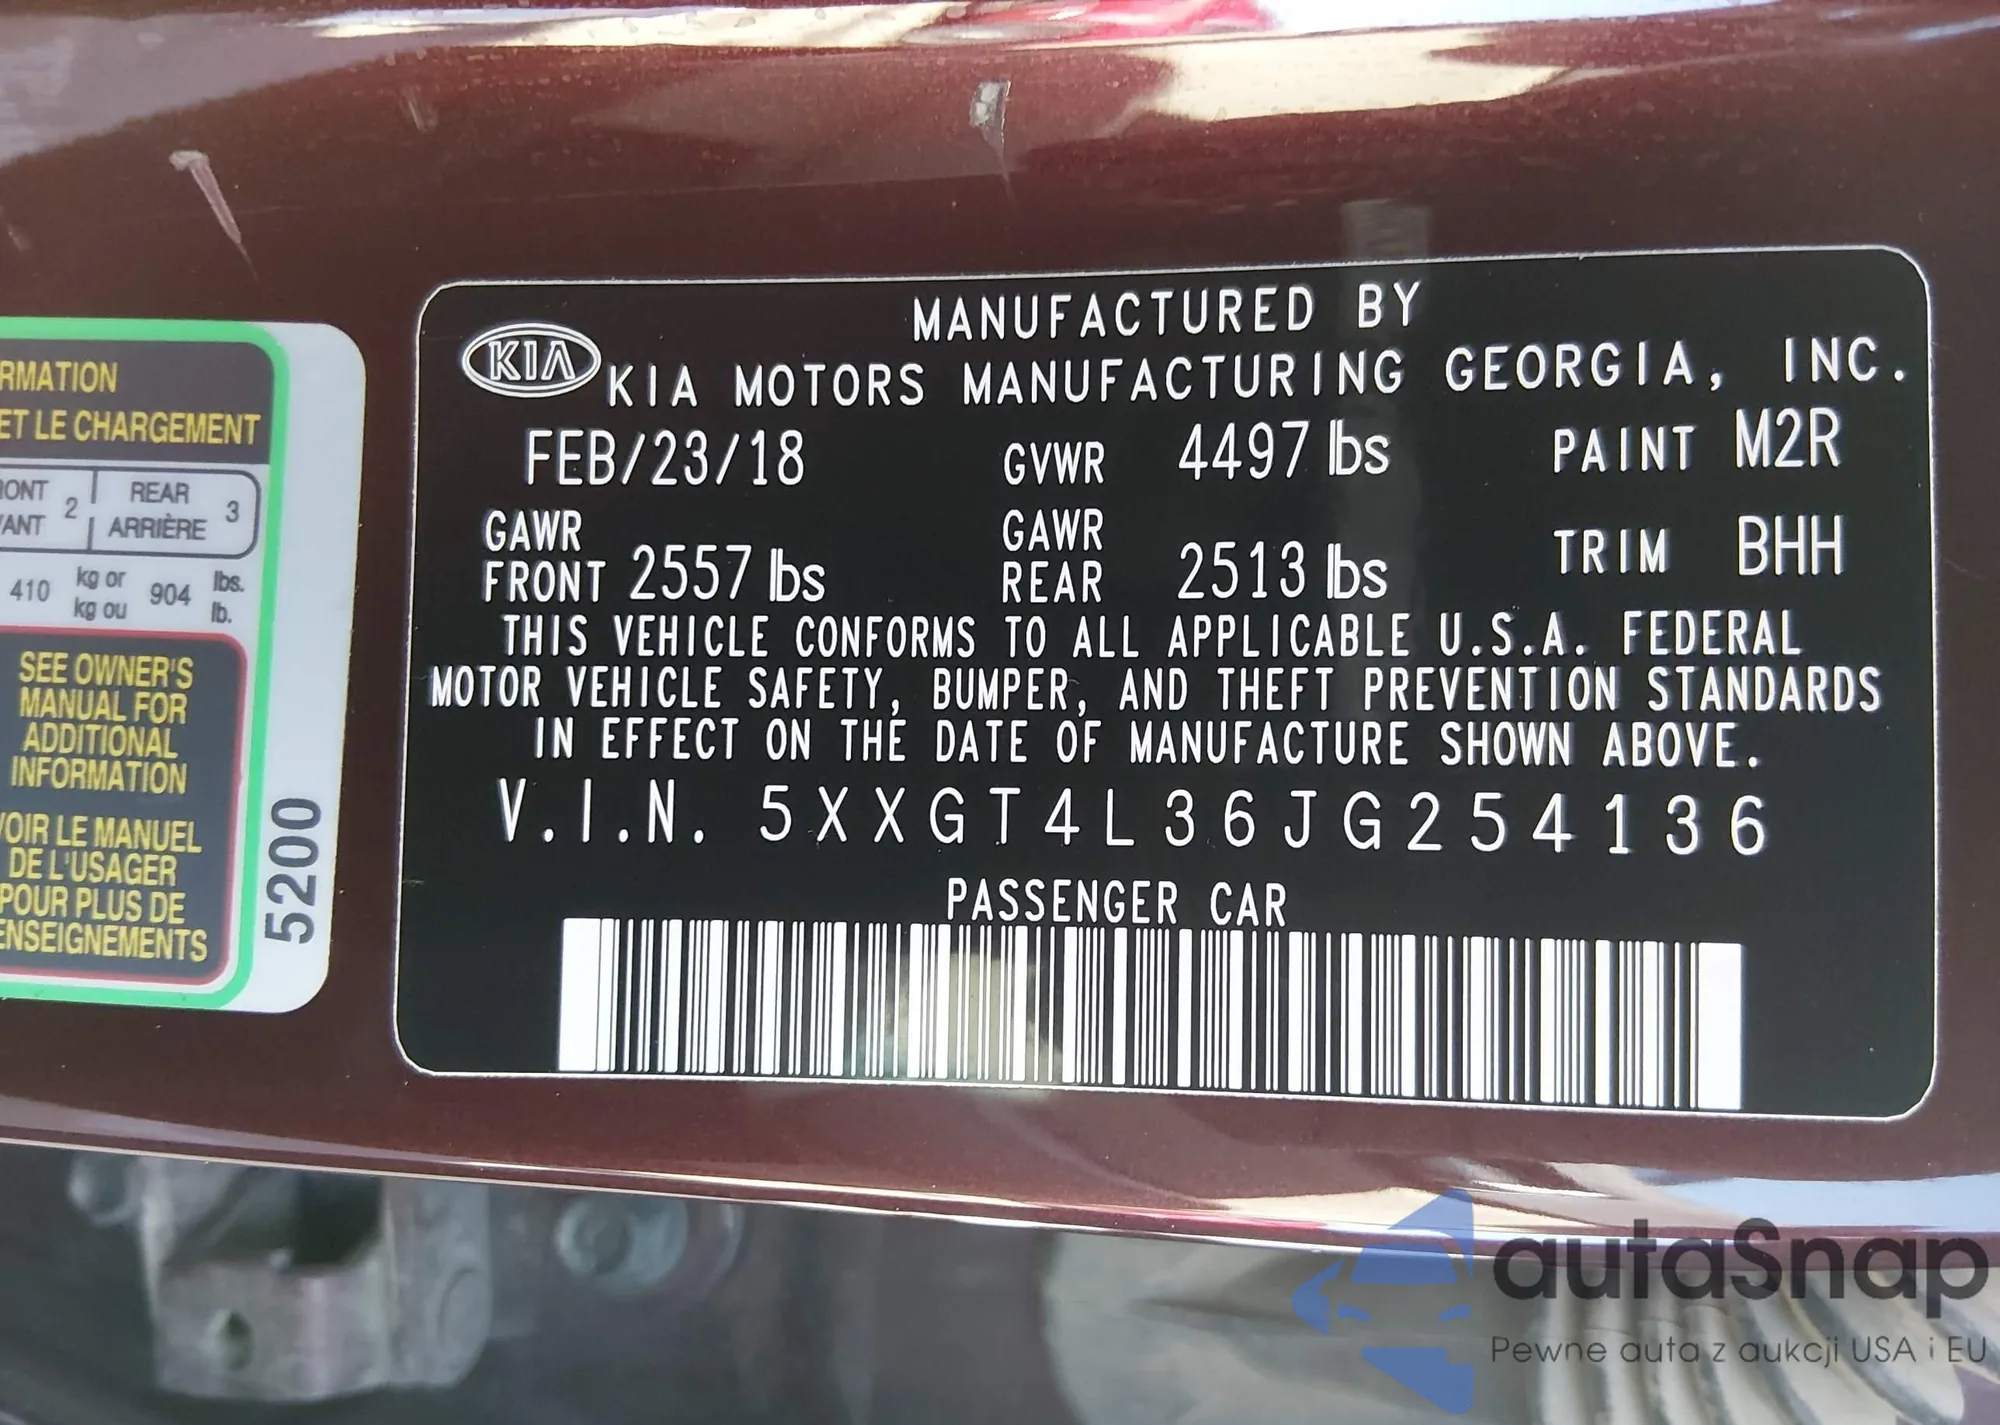 MANUFACTURED BY
KIA KIA MOTORS MANUFACTURING GEORGIA, INC.
FEB/23/18 GVWR 4497 lbs PAINT M2R
GAWR FRONT 2557 lbs GAWR REAR 2513 lbs TRIM BHH
THIS VEHICLE CONFORMS TO ALL APPLICABLE U.S.A. FEDERAL
MOTOR VEHICLE SAFETY, BUMPER, AND THEFT PREVENTION STANDARDS
IN EFFECT ON THE DATE OF MANUFACTURE SHOWN ABOVE.
V.I.N. 5XXGT4L36JG254136
PASSENGER CAR
RMATION
ET LE CHARGEMENT
ONT 2 REAR 3
ANT ARRIÈRE
410 kg or 904 lbs.
kg ou lb.
SEE OWNER'S
MANUAL FOR
ADDITIONAL
INFORMATION
VOIR LE MANUEL
DE L'USAGER
POUR PLUS DE
ENSEIGNEMENTS
5200
autaSnap
Pewne auta z aukcji USA i EU